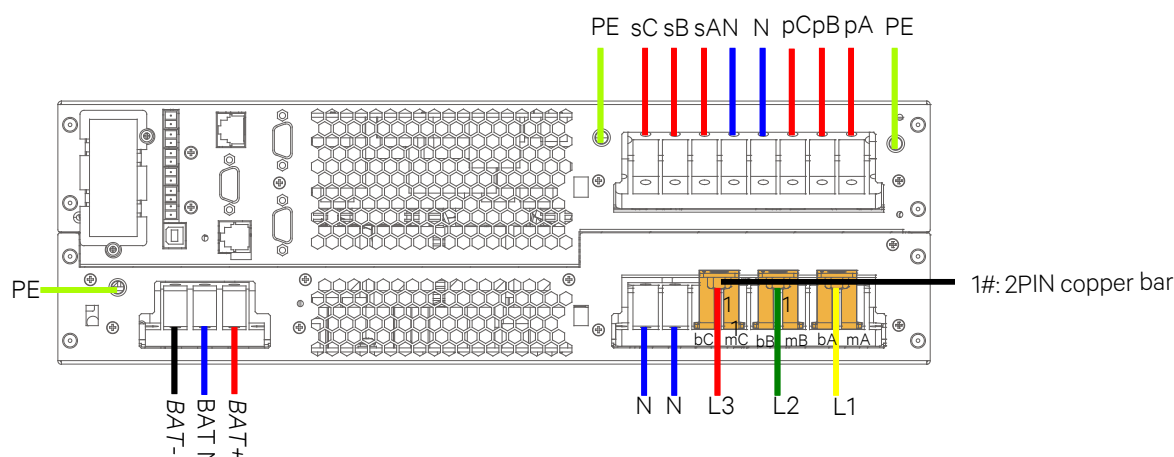 PE sC sB sAN N pCpB pA PE
PE
1#: 2PIN copper bar
1 1
1
bC mC bB mB bA mA
N N L3 L2 L1
BAT-
BAT N
BAT+